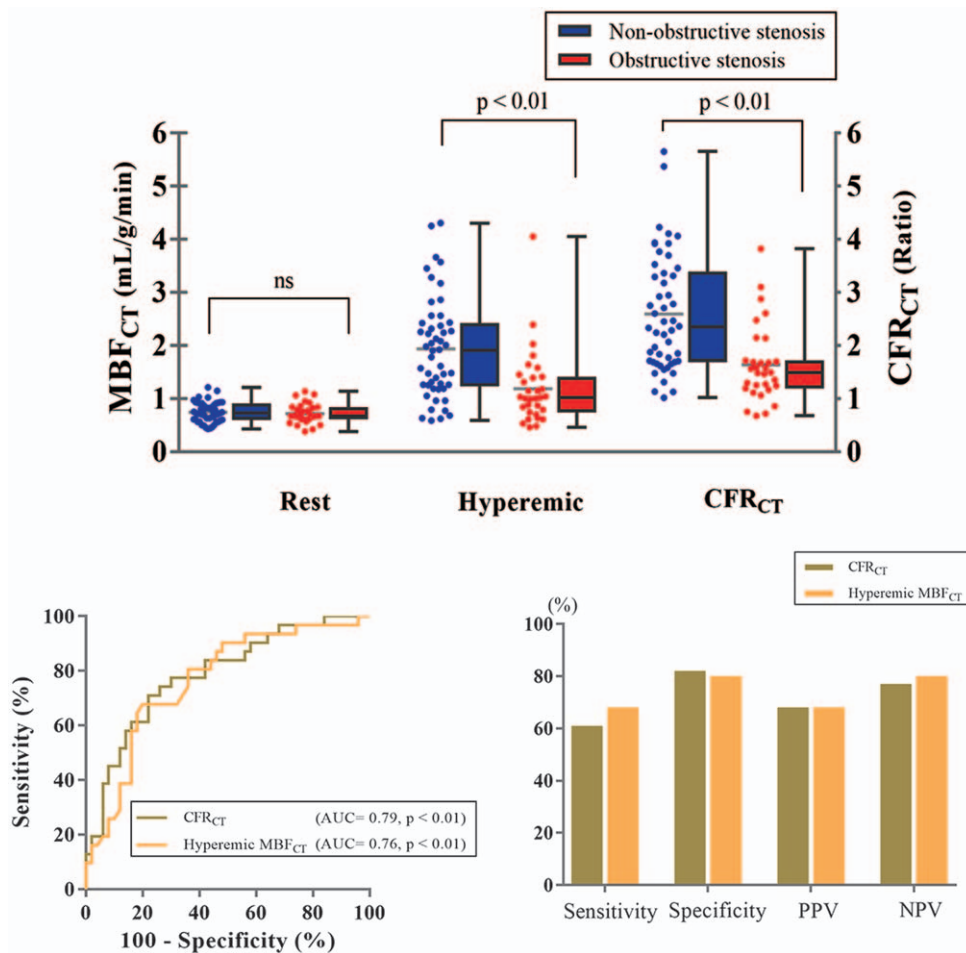 Non-obstructive stenosis
Obstructive stenosis
p < 0.01
p < 0.01
ns
MBFCT (mL/g/min)
6
5
4
3
2
1
0
6
5
4
3
2
1
0
CFRCT (Ratio)
Rest
Hyperemic
CFRCT
Sensitivity (%)
100
80
60
40
20
0
CFRCT (AUC= 0.79, p < 0.01)
Hyperemic MBFCT (AUC= 0.76, p < 0.01)
0 20 40 60 80 100
100 - Specificity (%)
CFRCT
Hyperemic MBFCT
(%)
100
80
60
40
20
0
Sensitivity Specificity PPV NPV